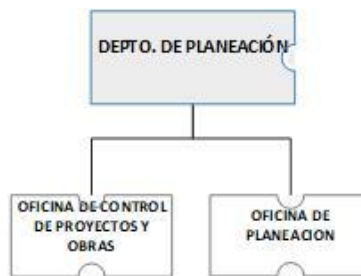 DEPTO. DE PLANEACIÓN
OFICINA DE CONTROL
DE PROYECTOS Y
OBRAS
OFICINA DE
PLANEACION